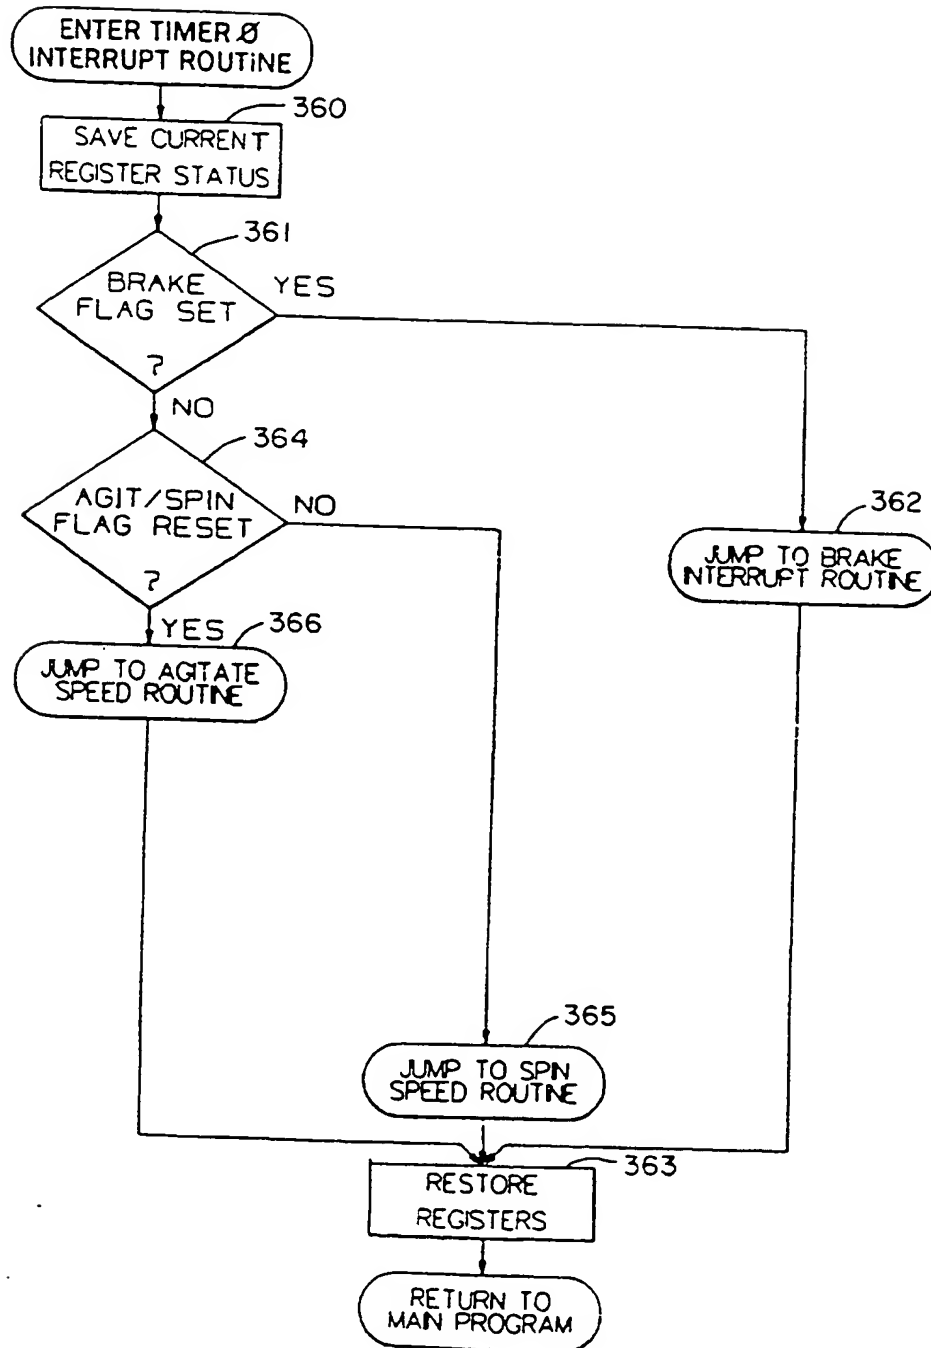 ENTER TIMER Ø
INTERRUPT ROUTINE
360
SAVE CURRENT
REGISTER STATUS
361
BRAKE
FLAG SET
?
YES
NO
364
AGIT/SPIN
FLAG RESET
?
NO
362
JUMP TO BRAKE
INTERRUPT ROUTINE
YES
366
JUMP TO AGITATE
SPEED ROUTINE
365
JUMP TO SPIN
SPEED ROUTINE
363
RESTORE
REGISTERS
RETURN TO
MAIN PROGRAM